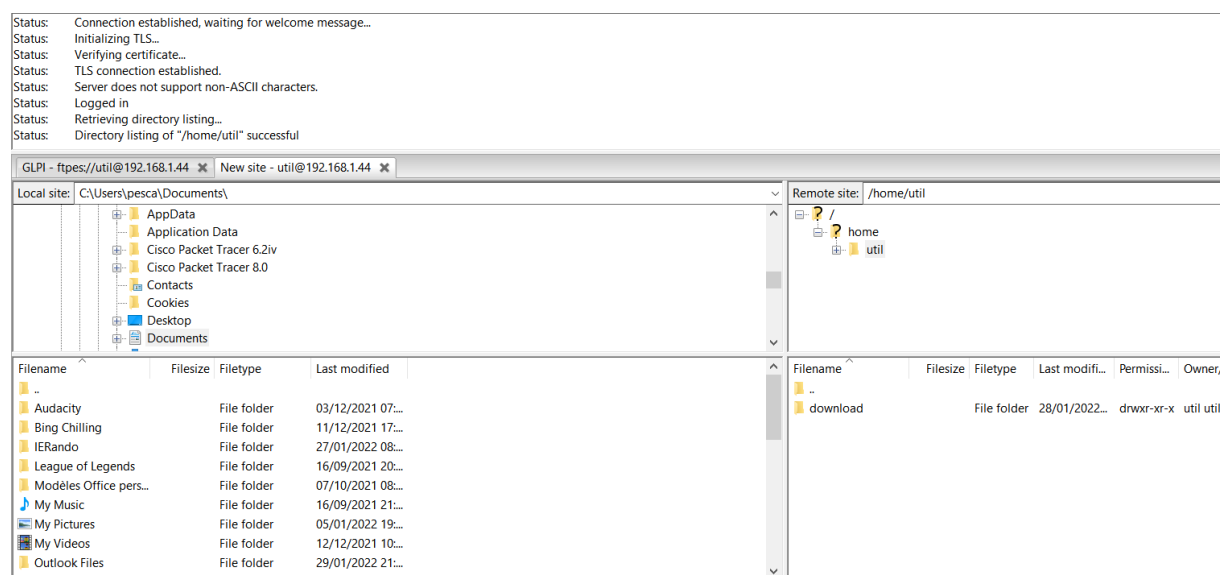 Status: Connection established, waiting for welcome message...
Status: Initializing TLS...
Status: Verifying certificate...
Status: TLS connection established.
Status: Server does not support non-ASCII characters.
Status: Logged in
Status: Retrieving directory listing...
Status: Directory listing of "/home/util" successful
GLPI - ftpes://util@192.168.1.44 New site - util@192.168.1.44
Local site: C:\Users\pesca\Documents\
AppData
Application Data
Cisco Packet Tracer 6.2iv
Cisco Packet Tracer 8.0
Contacts
Cookies
Desktop
Documents
Remote site: /home/util
/
home
util
Filename Filesize Filetype Last modified
..
Audacity File folder 03/12/2021 07:...
Bing Chilling File folder 11/12/2021 17:...
IERando File folder 27/01/2022 08:...
League of Legends File folder 16/09/2021 20:...
Modèles Office pers... File folder 07/10/2021 08:...
My Music File folder 16/09/2021 21:...
My Pictures File folder 05/01/2022 19:...
My Videos File folder 12/12/2021 10:...
Outlook Files File folder 29/01/2022 21:...
Filename Filesize Filetype Last modifi... Permissi... Owner/
..
download File folder 28/01/2022... drwxr-xr-x util util